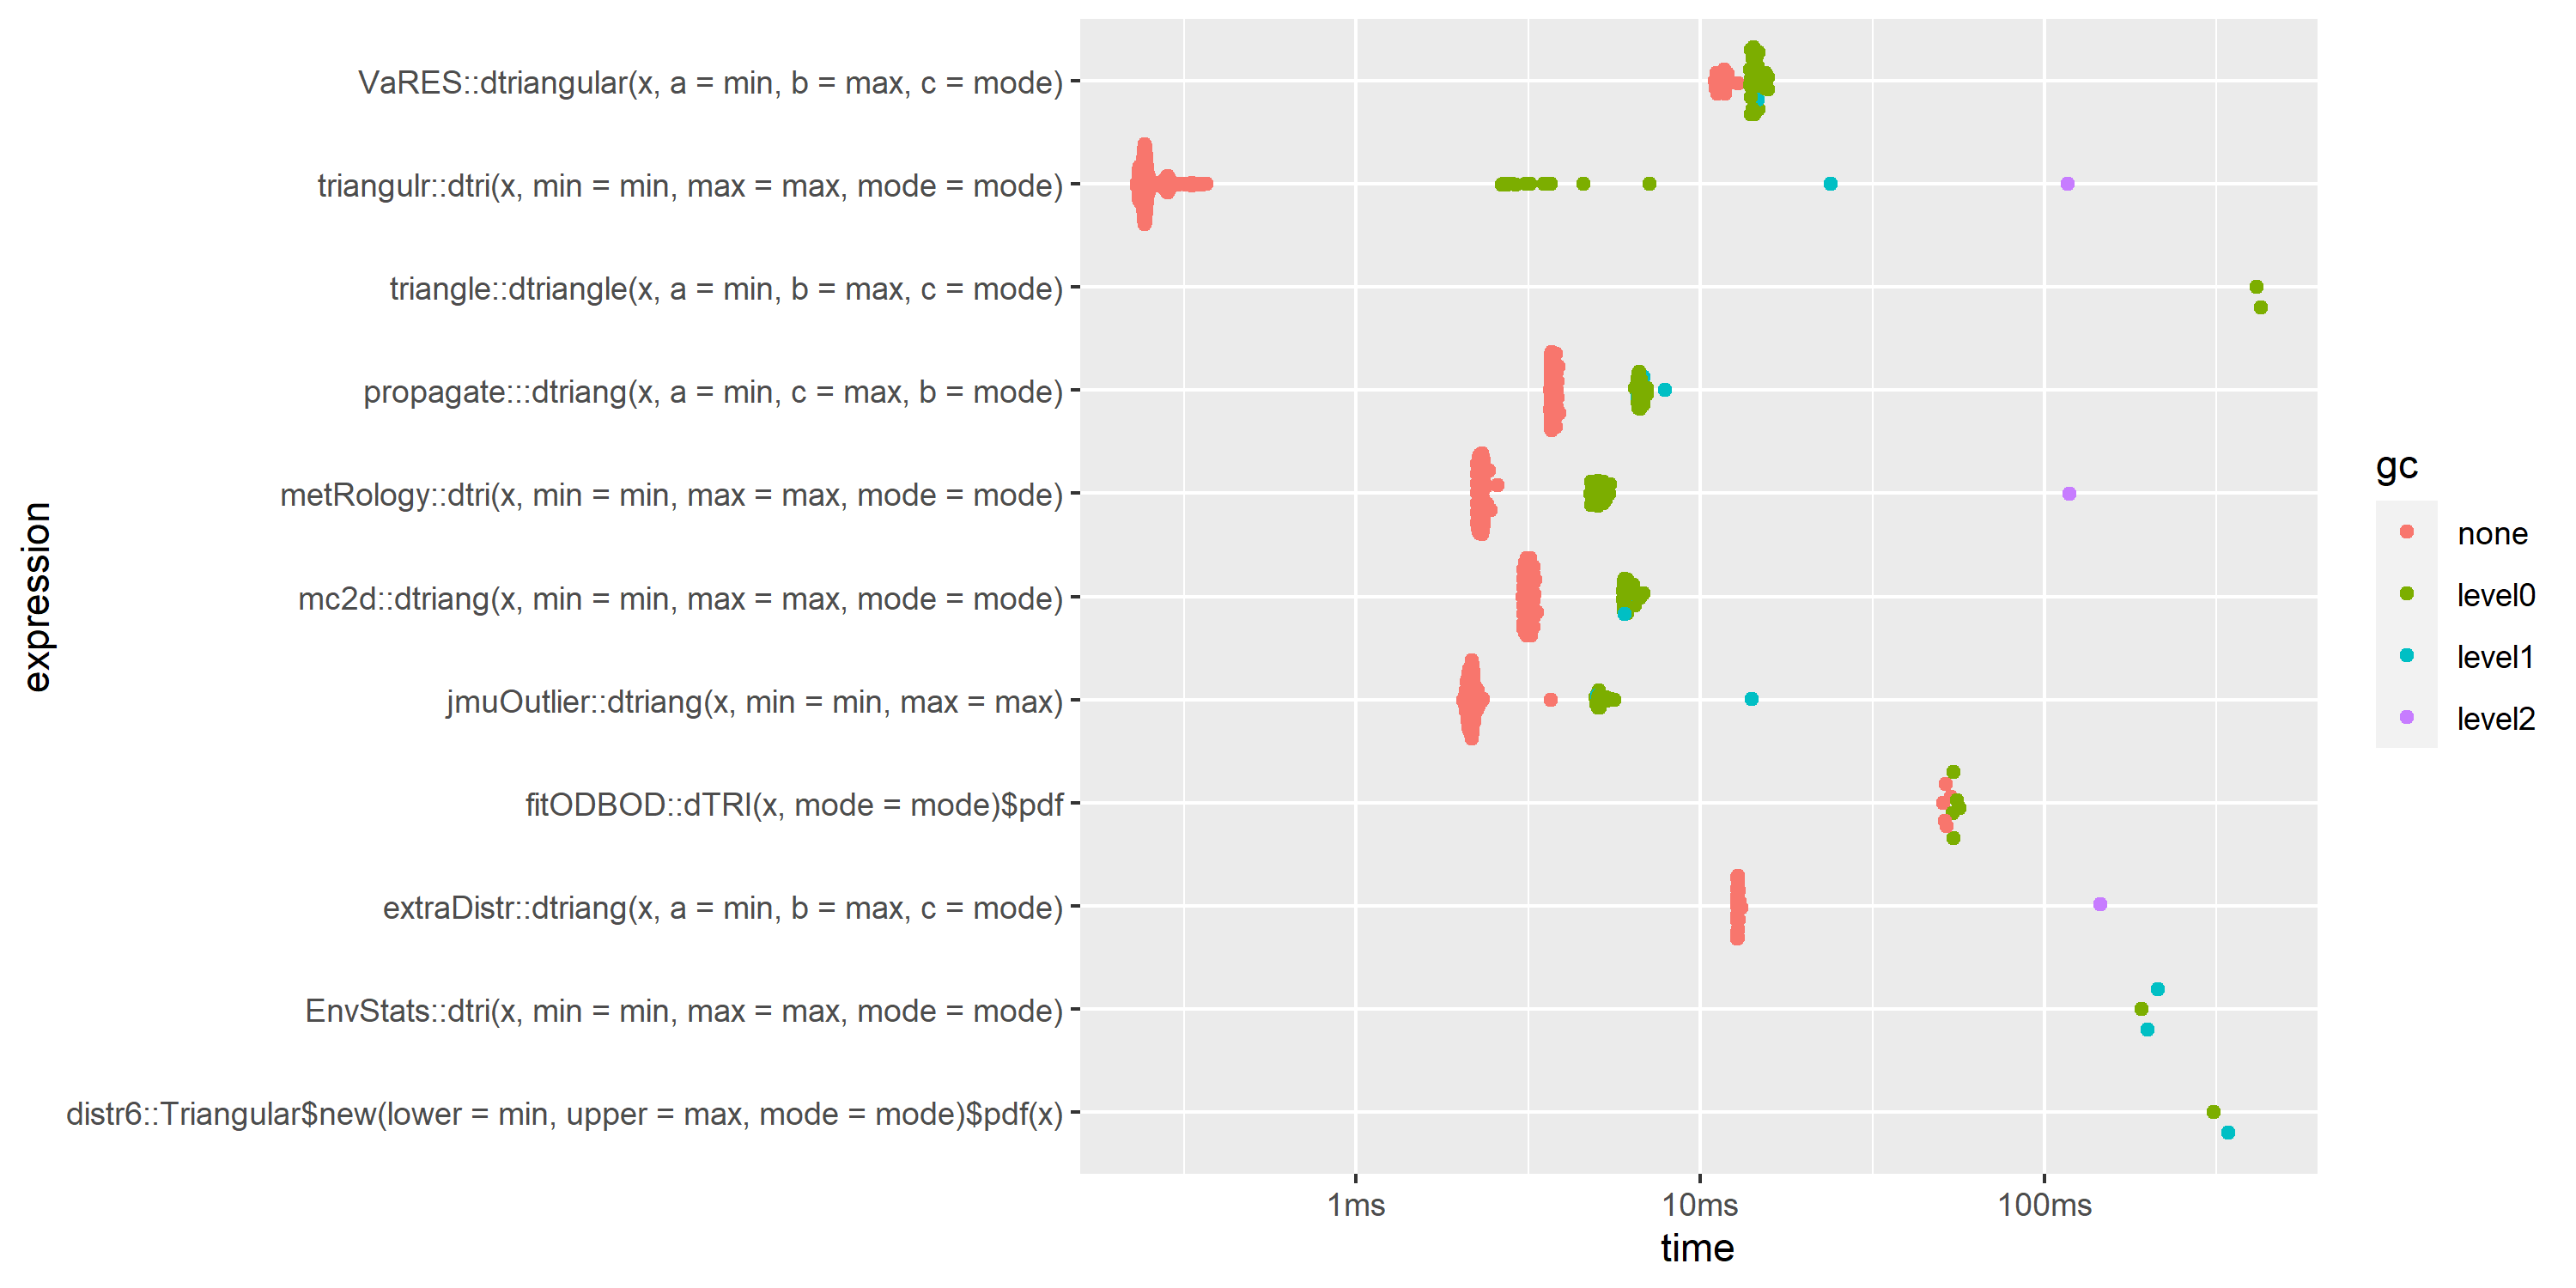 VaRES::dtriangular(x, a = min, b = max, c = mode)
triangulr::dtri(x, min = min, max = max, mode = mode)
triangle::dtriangle(x, a = min, b = max, c = mode)
propagate:::dtriang(x, a = min, c = max, b = mode)
metRology::dtri(x, min = min, max = max, mode = mode)
mc2d::dtriang(x, min = min, max = max, mode = mode)
jmuOutlier::dtriang(x, min = min, max = max)
fitODBOD::dTRI(x, mode = mode)$pdf
extraDistr::dtriang(x, a = min, b = max, c = mode)
EnvStats::dtri(x, min = min, max = max, mode = mode)
distr6::Triangular$new(lower = min, upper = max, mode = mode)$pdf(x)
expression
1ms
10ms
100ms
time
gc
none
level0
level1
level2